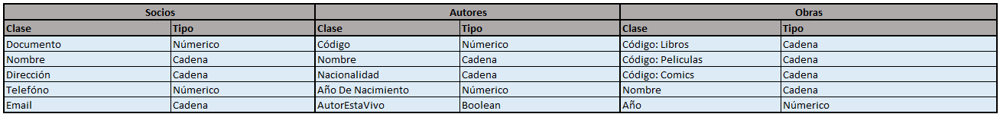 Socios Autores Obras
Clase Tipo Clase Tipo Clase Tipo
Documento Númerico Código Númerico Código: Libros Cadena
Nombre Cadena Nombre Cadena Código: Peliculas Cadena
Dirección Cadena Nacionalidad Cadena Código: Comics Cadena
Telefóno Númerico Año De Nacimiento Númerico Nombre Cadena
Email Cadena AutorEstaVivo Boolean Año Númerico